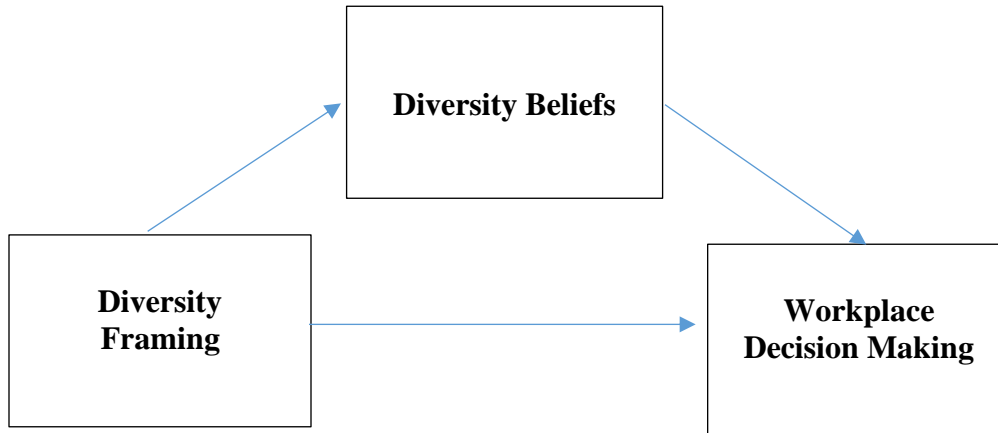 Diversity Beliefs
Diversity
Framing
Workplace
Decision Making